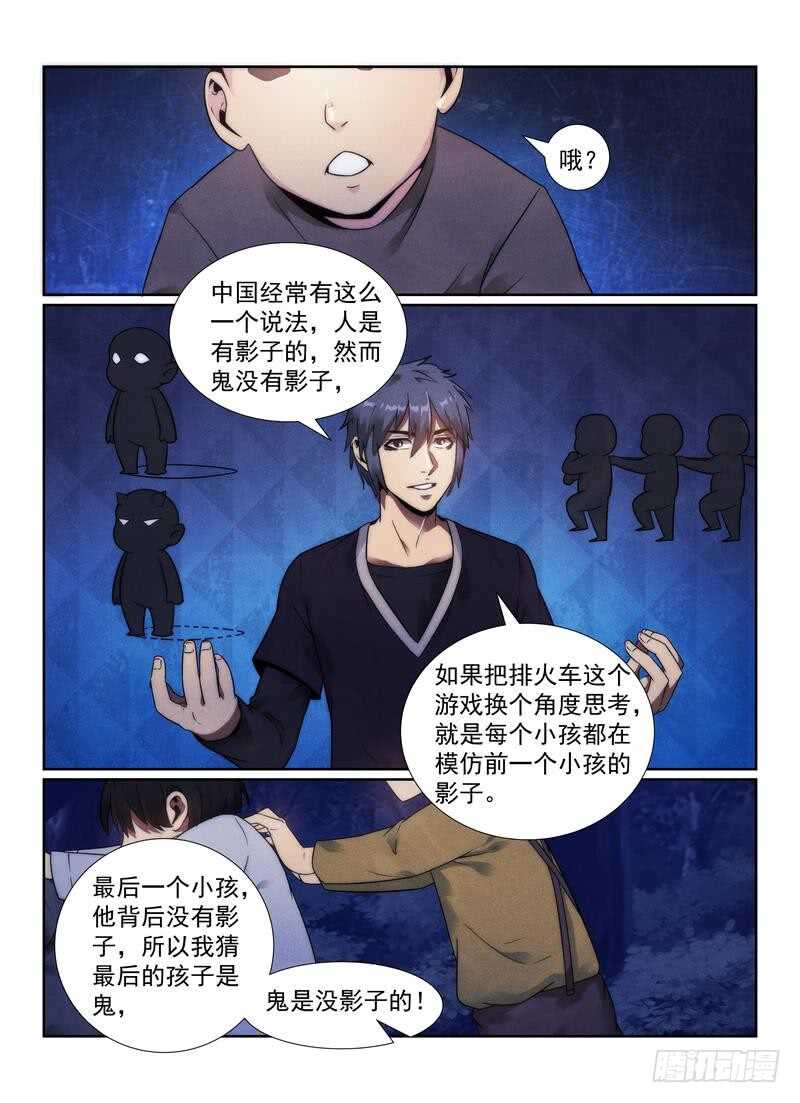 哦？
中国经常有这么
一个说法，人是
有影子的，然而
鬼没有影子，
如果把排火车这个
游戏换个角度思考，
就是每个小孩都在
模仿前一个小孩的
影子。
最后一个小孩，
他背后没有影
子，所以我猜
最后的孩子是
鬼，
鬼是没影子的！
腾讯动漫